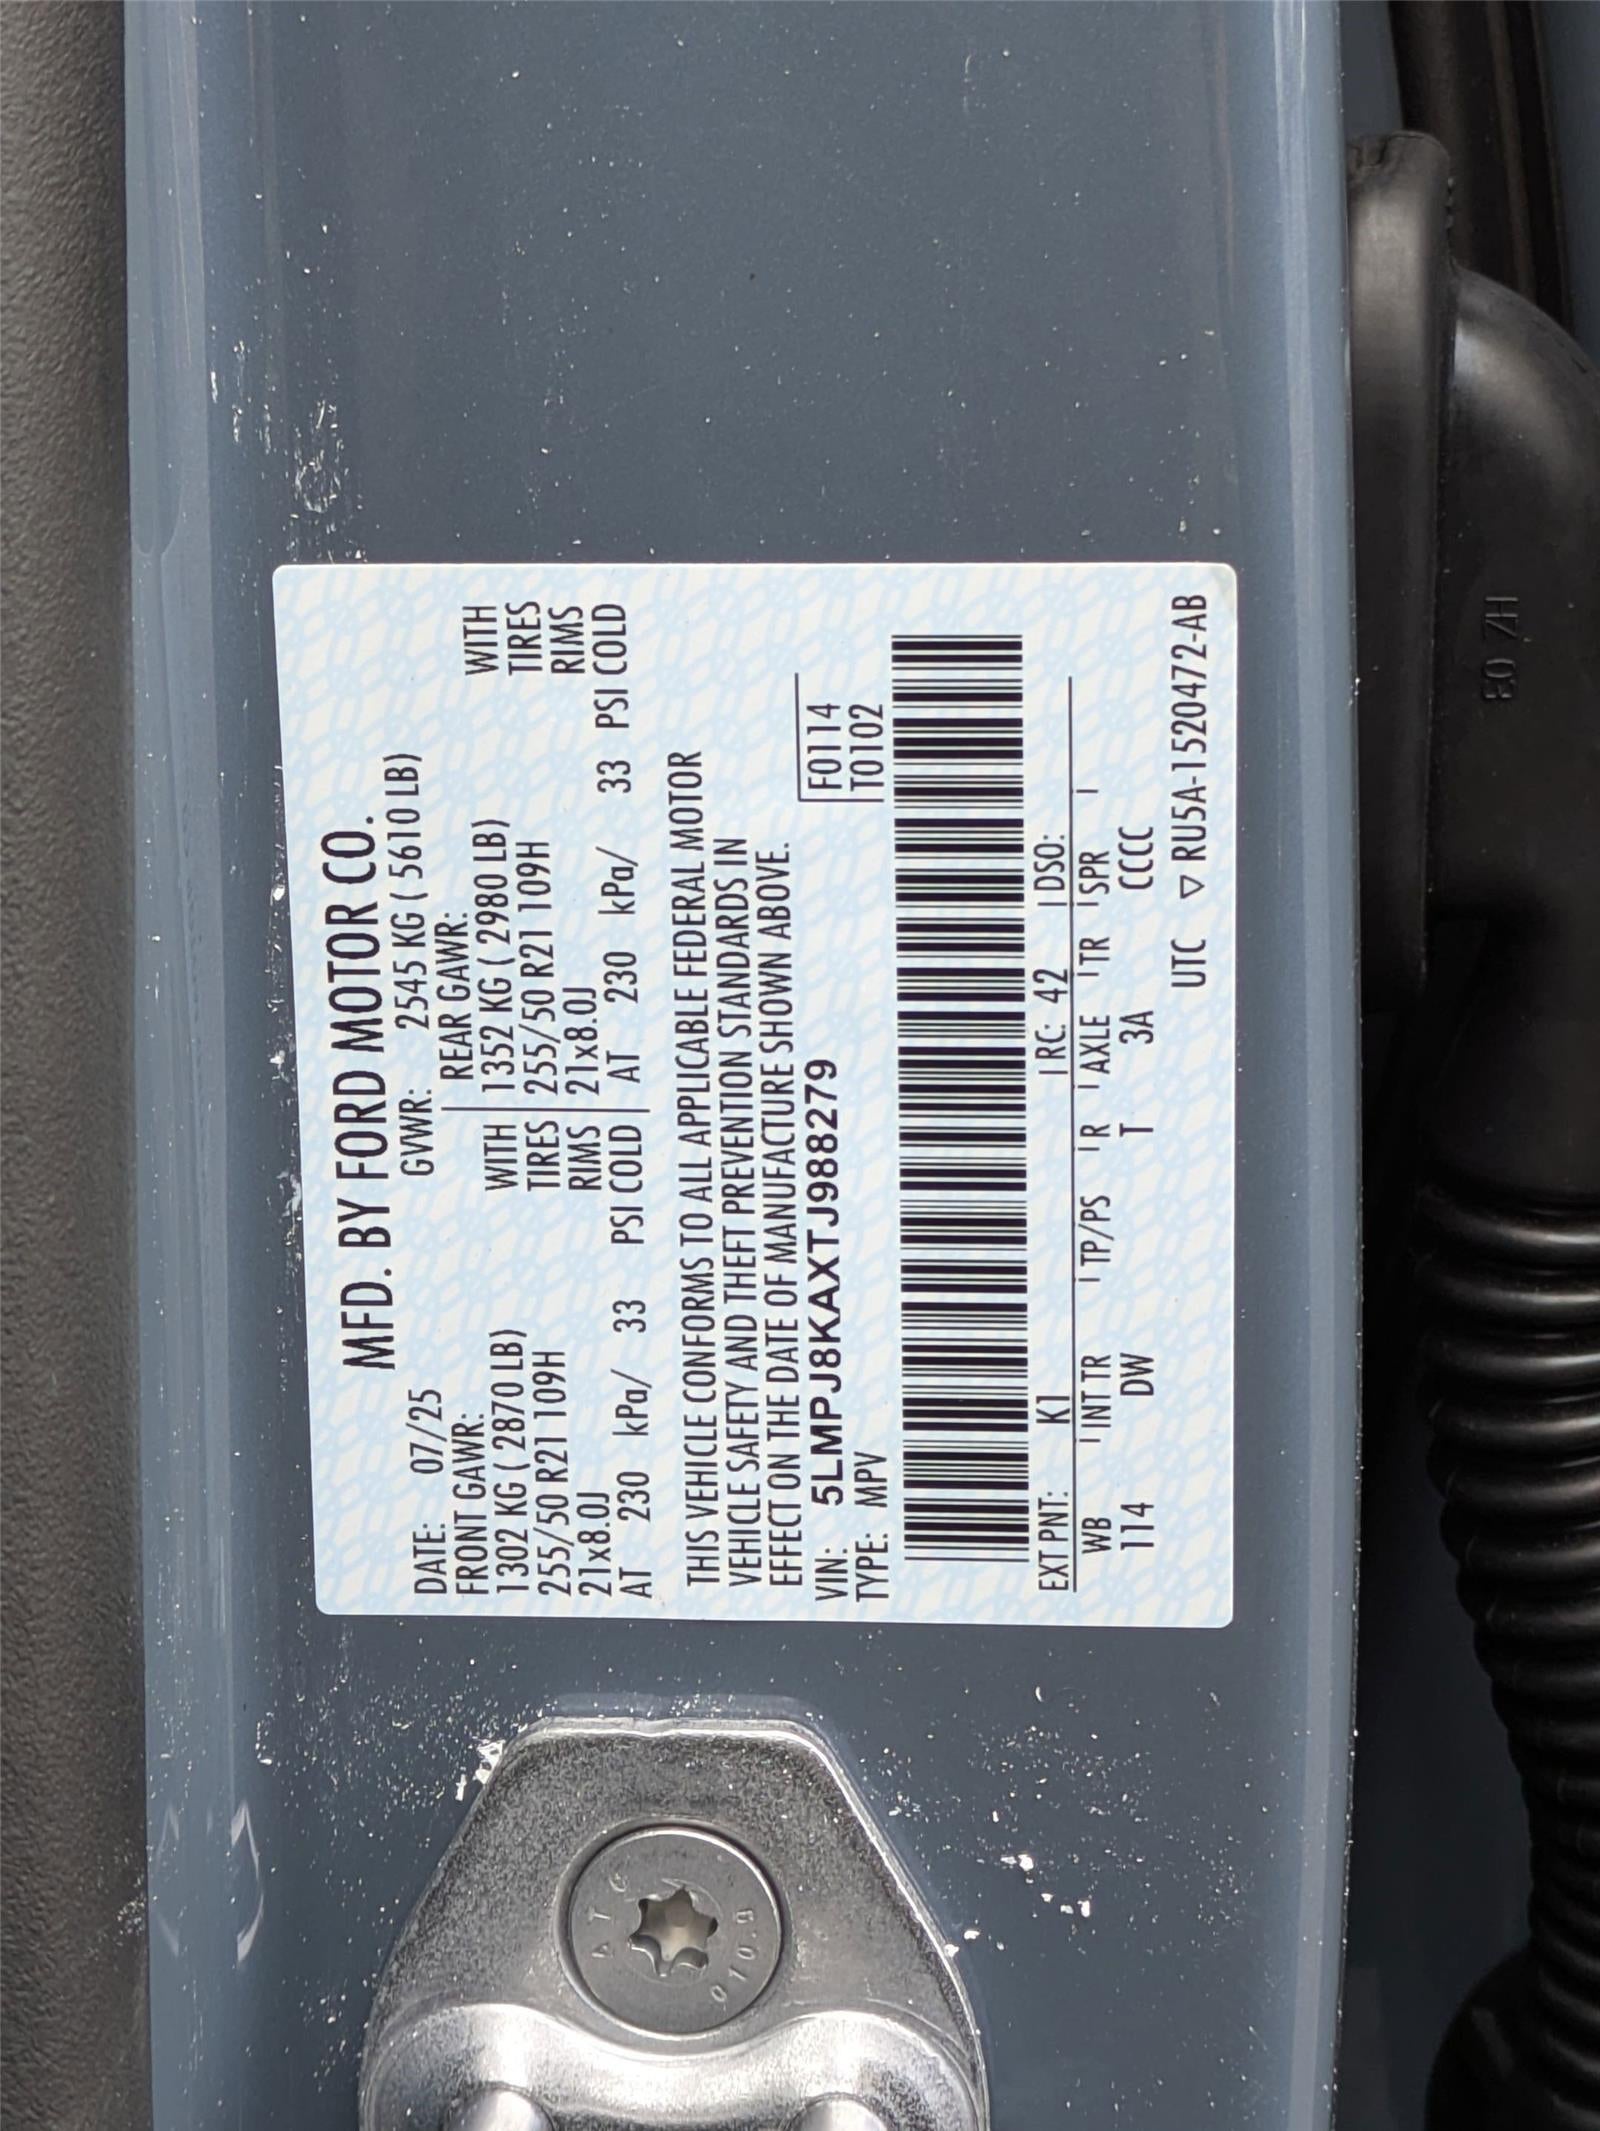 MFD. BY FORD MOTOR CO.
DATE: 07/25 GVWR: 2545 KG ( 5610 LB)
FRONT GAWR: REAR GAWR:
1302 KG ( 2870 LB) WITH 1352 KG ( 2980 LB) WITH
255/50 R21 109H TIRES 255/50 R21 109H TIRES
21x8.0J RIMS 21x8.0J RIMS
AT 230 kPa/ 33 PSI COLD AT 230 kPa/ 33 PSI COLD
THIS VEHICLE CONFORMS TO ALL APPLICABLE FEDERAL MOTOR
VEHICLE SAFETY AND THEFT PREVENTION STANDARDS IN
EFFECT ON THE DATE OF MANUFACTURE SHOWN ABOVE.
VIN: 5LMPJ8KAXTJ988279 F0114
TYPE: MPV T0102
EXT PNT: K1 RC: 42 DSO:
WB INT TR TP/PS R AXLE TR SPR
114 DW T 3A CCCC
UTC ▽ RU5A-1520472-AB
E0 ZH
010.9